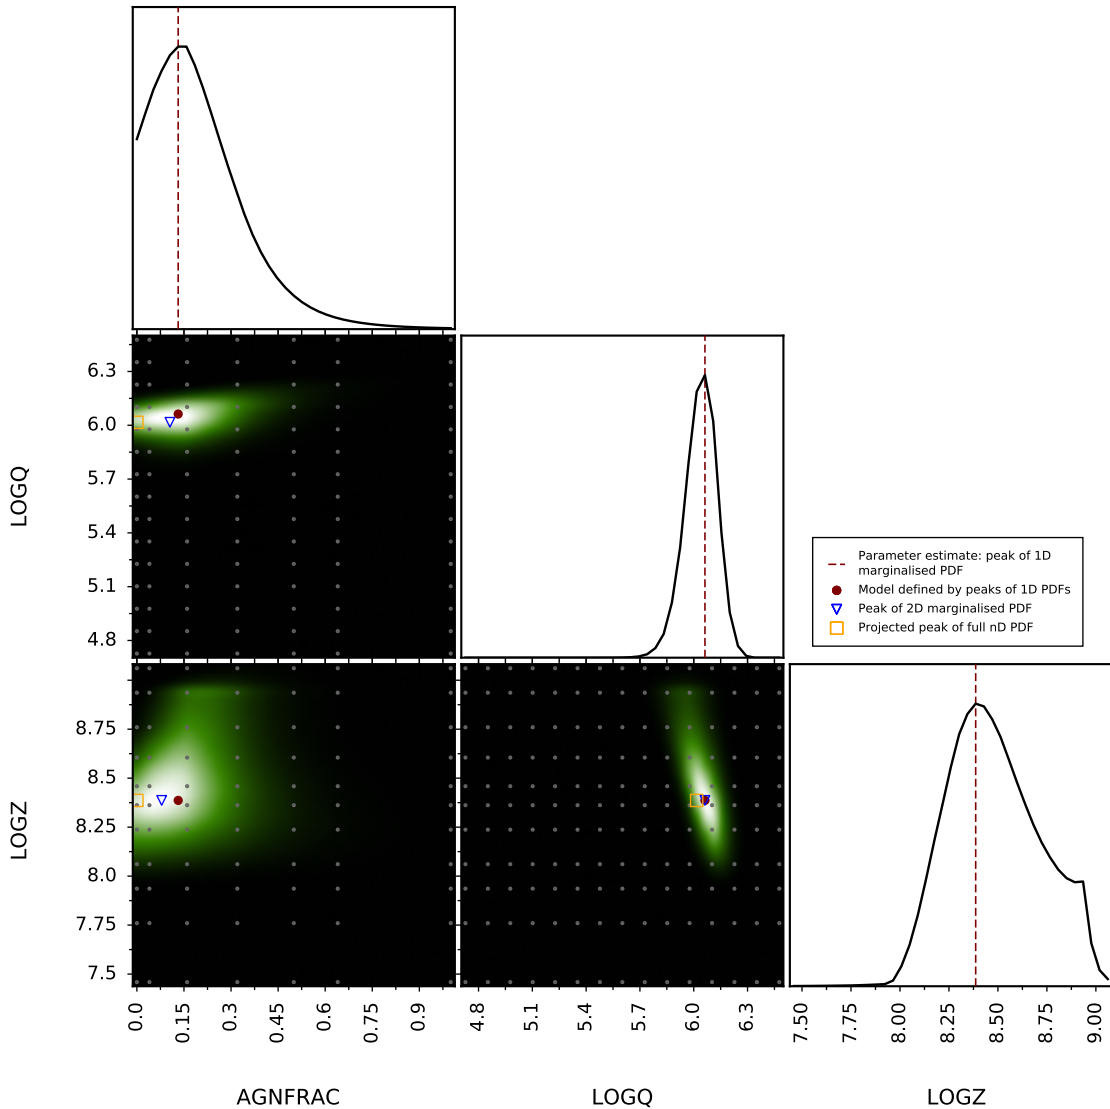 6.3
6.0
5.7
5.4
5.1
4.8
LOGQ
Parameter estimate: peak of 1D
marginalised PDF
Model defined by peaks of 1D PDFs
Peak of 2D marginalised PDF
Projected peak of full nD PDF
8.75
8.5
8.25
8.0
7.75
7.5
LOGZ
0.0 0.15 0.3 0.45 0.6 0.75 0.9
4.8 5.1 5.4 5.7 6.0 6.3
7.50 7.75 8.00 8.25 8.50 8.75 9.00
AGNFRAC LOGQ LOGZ